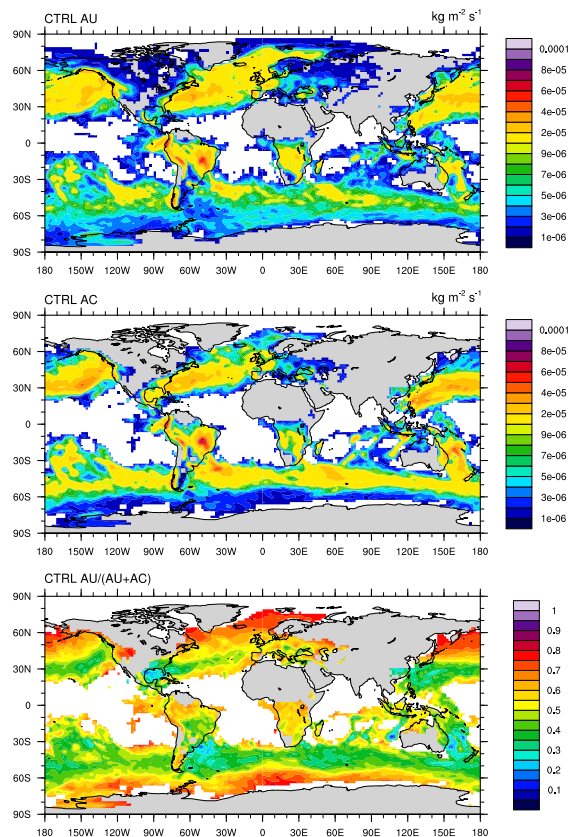 CTRL AU kg m⁻² s⁻¹
90N
60N
30N
0
30S
60S
90S
180 150W 120W 90W 60W 30W 0 30E 60E 90E 120E 150E 180
0.0001
8e-05
6e-05
4e-05
2e-05
9e-06
7e-06
5e-06
3e-06
1e-06
CTRL AC kg m⁻² s⁻¹
90N
60N
30N
0
30S
60S
90S
180 150W 120W 90W 60W 30W 0 30E 60E 90E 120E 150E 180
0.0001
8e-05
6e-05
4e-05
2e-05
9e-06
7e-06
5e-06
3e-06
1e-06
CTRL AU/(AU+AC)
90N
60N
30N
0
30S
60S
90S
180 150W 120W 90W 60W 30W 0 30E 60E 90E 120E 150E 180
1
0.9
0.8
0.7
0.6
0.5
0.4
0.3
0.2
0.1